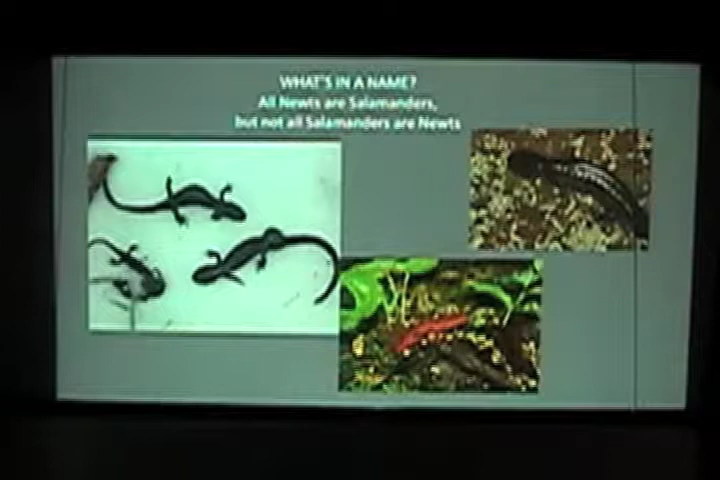 WHAT'S IN A NAME?
All Newts are Salamanders,
but not all Salamanders are Newts